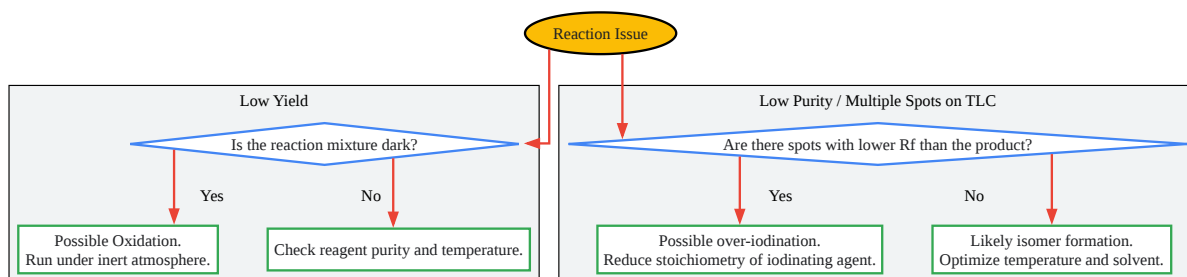 Reaction Issue
Low Yield
Is the reaction mixture dark?
Yes
No
Possible Oxidation.
Run under inert atmosphere.
Check reagent purity and temperature.
Low Purity / Multiple Spots on TLC
Are there spots with lower Rf than the product?
Yes
No
Possible over-iodination.
Reduce stoichiometry of iodinating agent.
Likely isomer formation.
Optimize temperature and solvent.